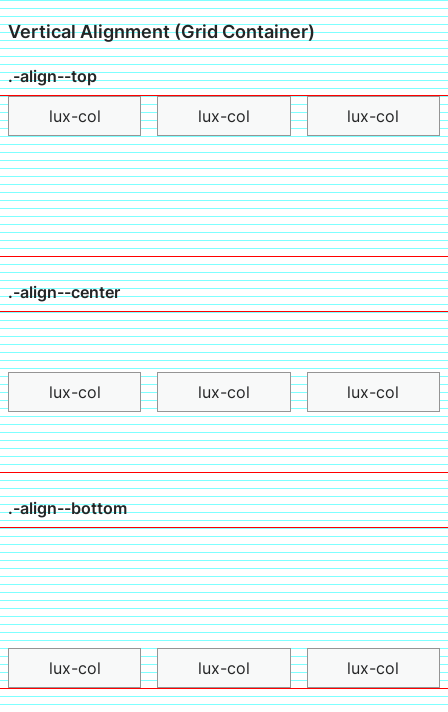 Vertical Alignment (Grid Container)
.-align--top
lux-col lux-col lux-col
.-align--center
lux-col lux-col lux-col
.-align--bottom
lux-col lux-col lux-col